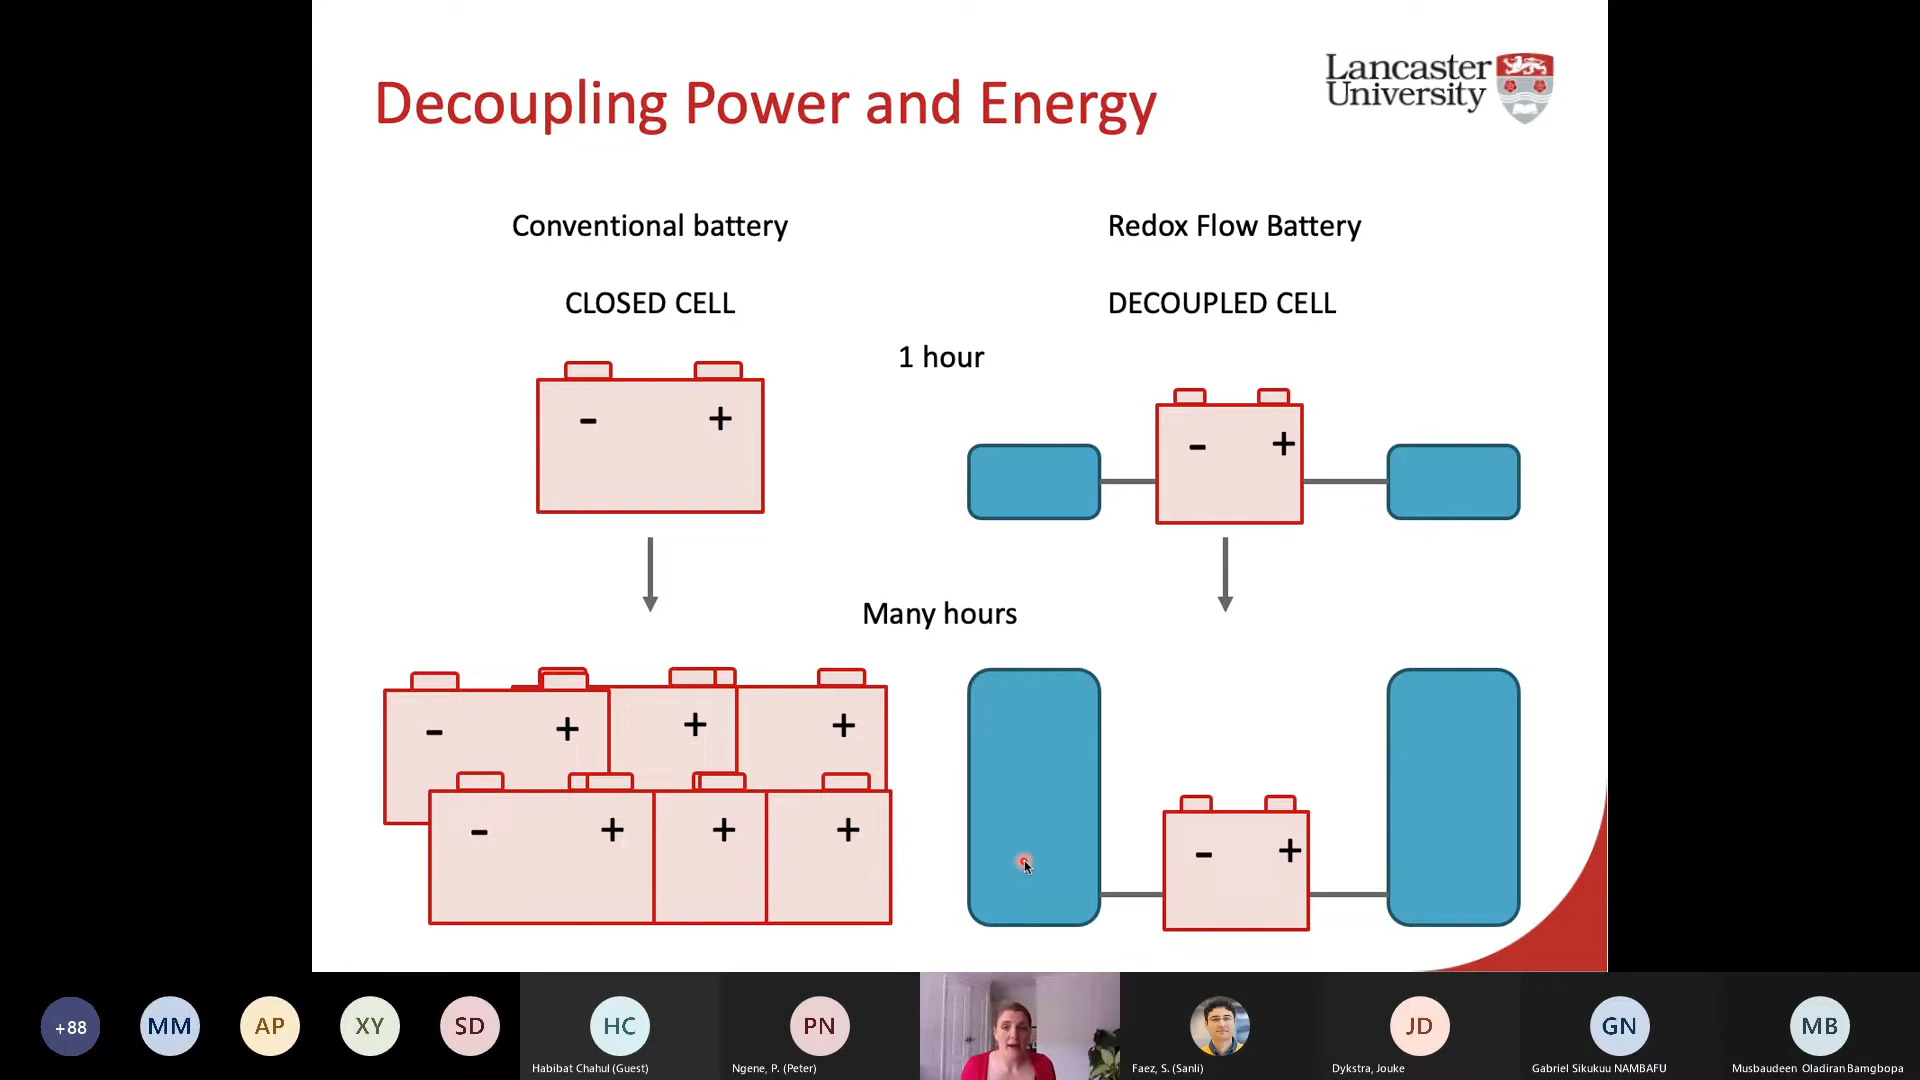 Decoupling Power and Energy
Lancaster
University
Conventional battery
Redox Flow Battery
CLOSED CELL
DECOUPLED CELL
1 hour
- +
- +
Many hours
- + + +
- + + +
- +
+88
MM
AP
XY
SD
HC
PN
JD
GN
MB
Habibat Chahul (Guest)
Ngene, P. (Peter)
Faez, S. (Sanli)
Dykstra, Jouke
Gabriel Sikukuu NAMBAFU
Musbaudeen Oladiran Bamgbopa